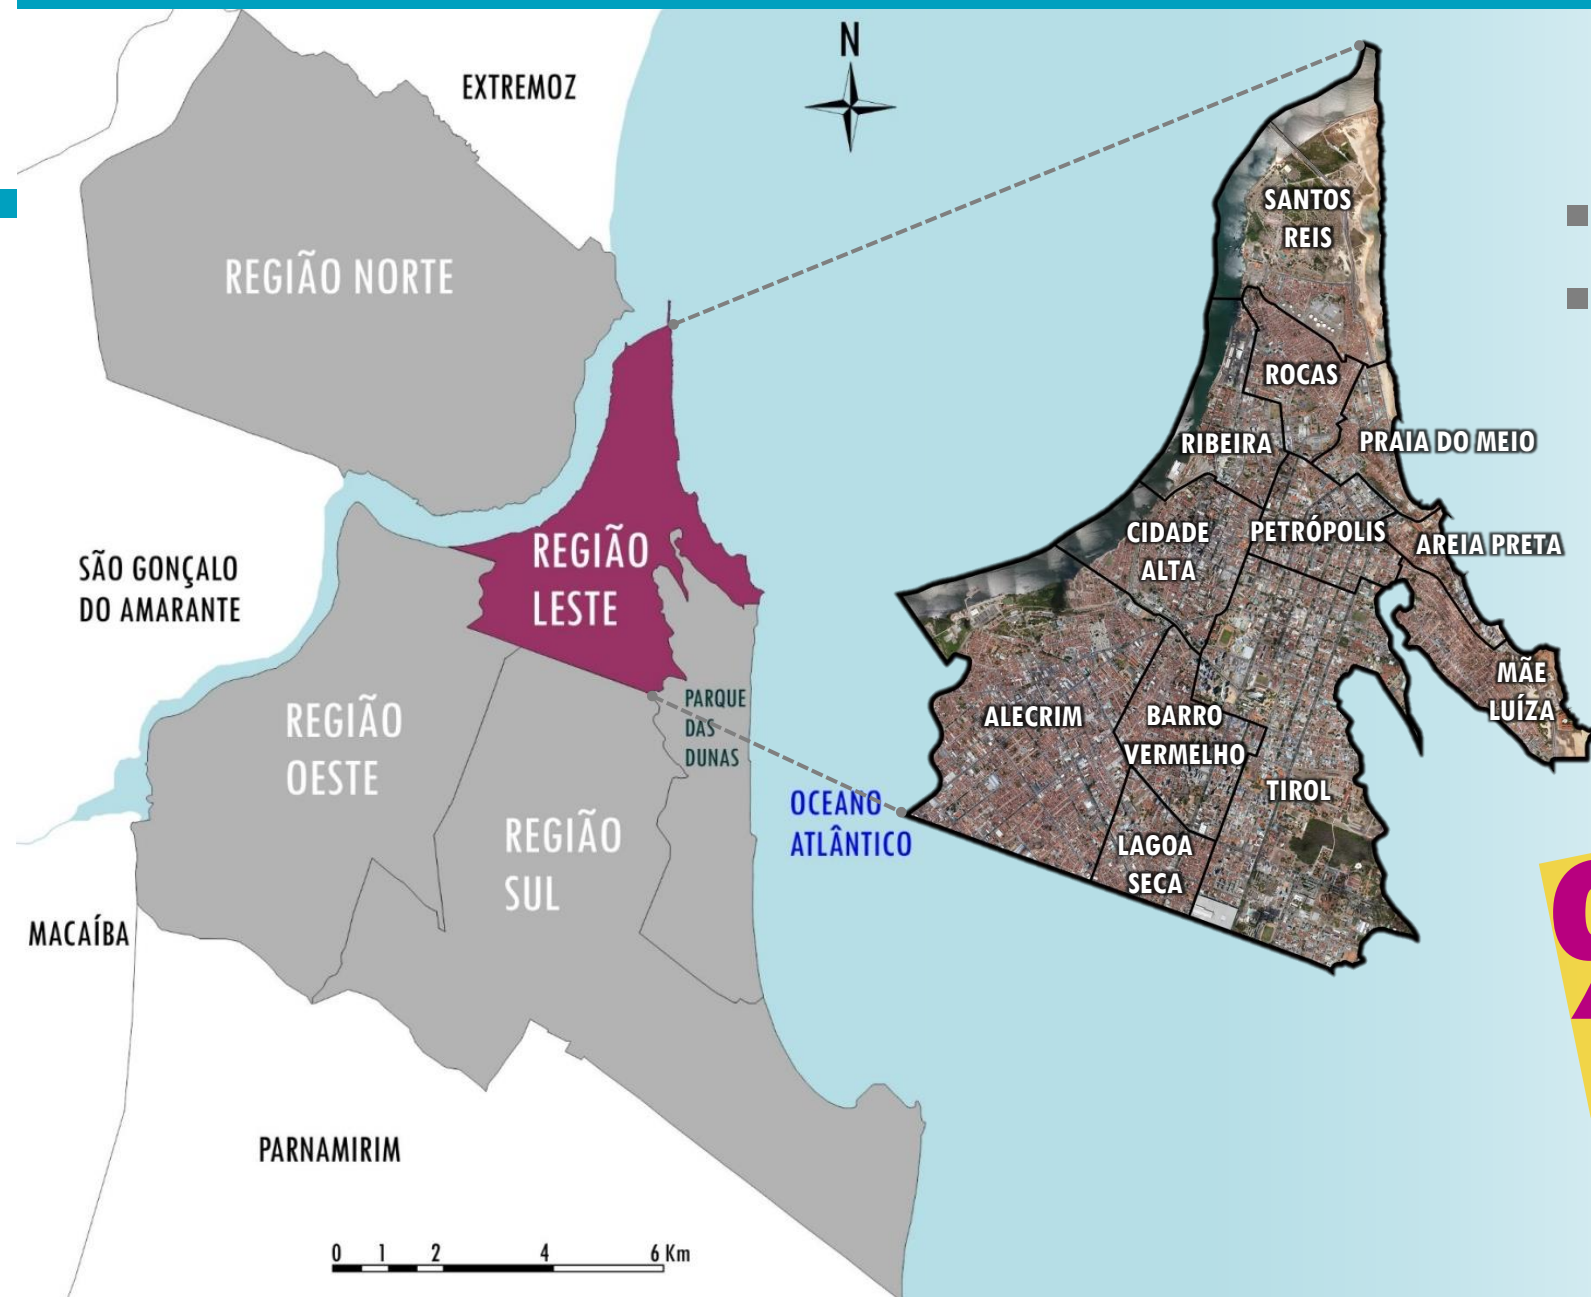 N
EXTREMOZ
REGIÃO NORTE
SÃO GONÇALO
DO AMARANTE
REGIÃO
LESTE
REGIÃO
OESTE
PARQUE
DAS
DUNAS
REGIÃO
SUL
OCEANO
ATLÂNTICO
MACAÍBA
PARNAMIRIM
0 1 2 4 6 Km
SANTOS
REIS
ROCAS
RIBEIRA
PRAIA DO MEIO
CIDADE
ALTA
PETRÓPOLIS
AREIA PRETA
MÃE
LUÍZA
ALECRIM
BARRO
VERMELHO
TIROL
LAGOA
SECA